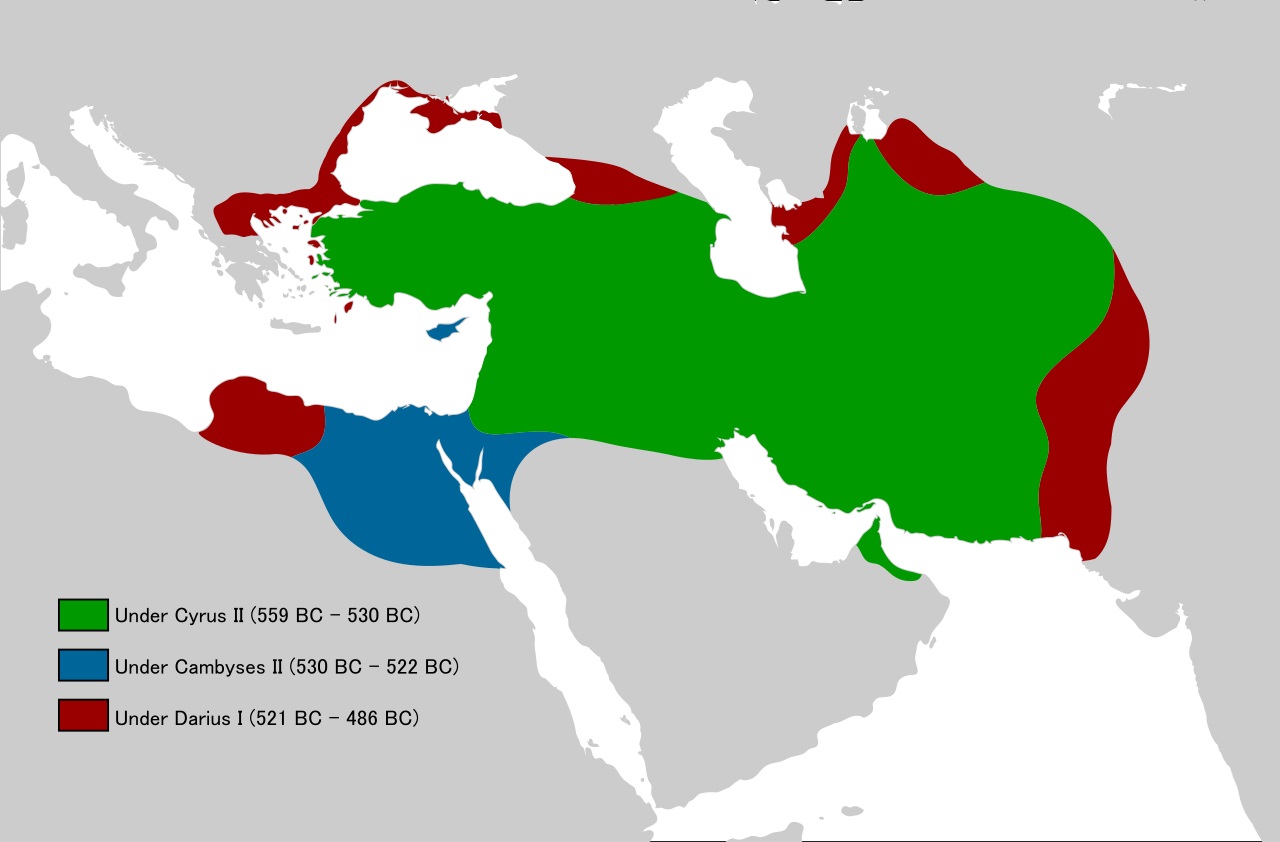 Under Cyrus II (559 BC - 530 BC)
Under Cambyses II (530 BC - 522 BC)
Under Darius I (521 BC - 486 BC)